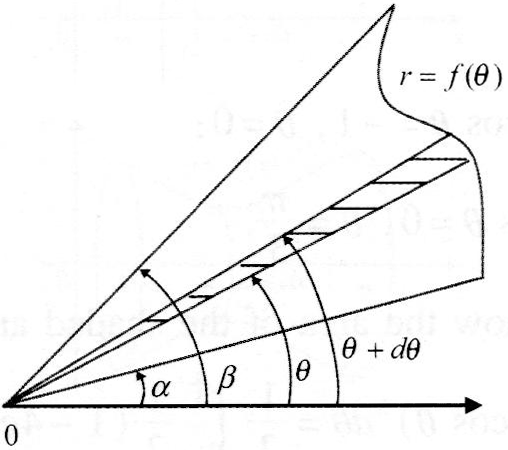 r = f(θ)
θ + dθ
α
β
θ
0